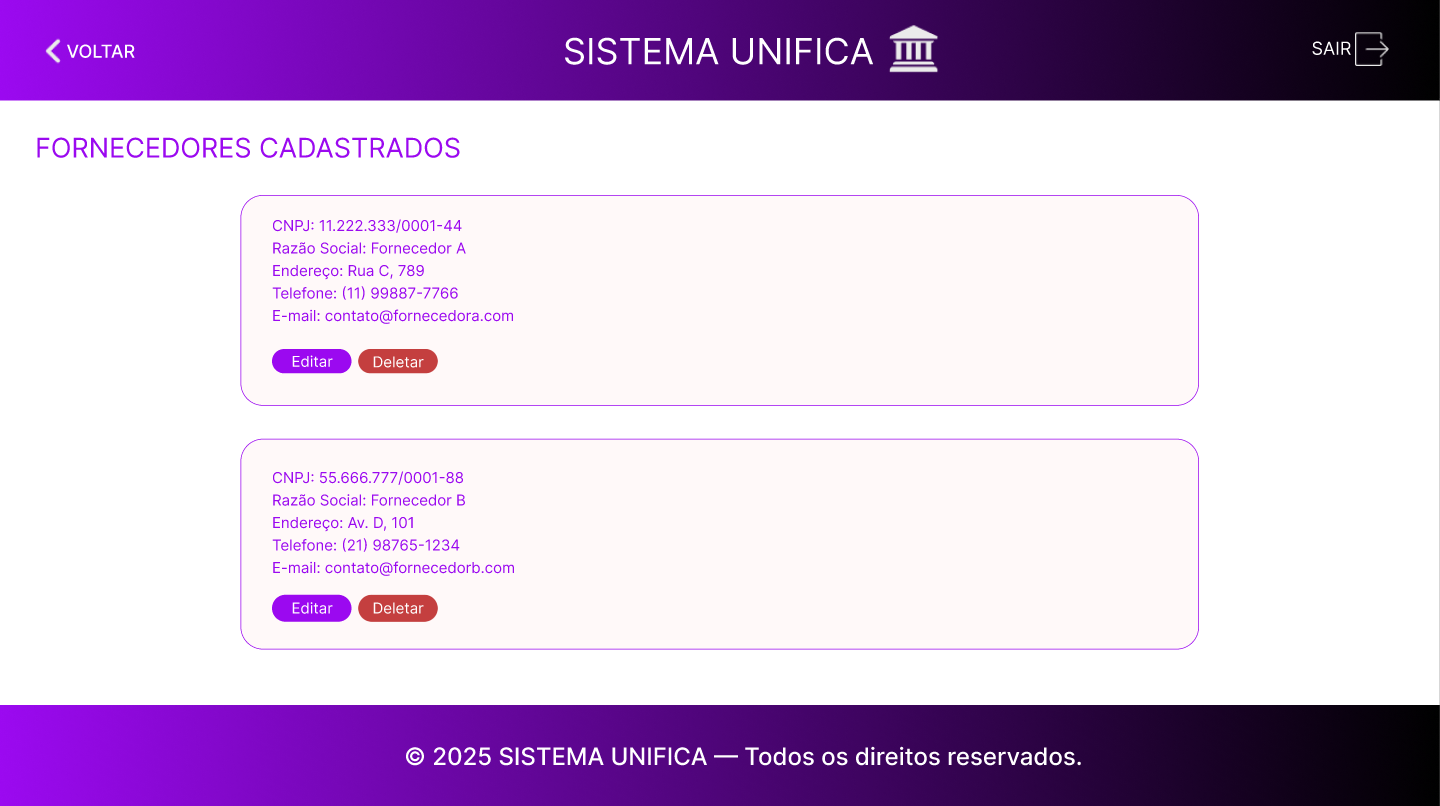 VOLTAR
SISTEMA UNIFICA
SAIR
FORNECEDORES CADASTRADOS
CNPJ: 11.222.333/0001-44
Razão Social: Fornecedor A
Endereço: Rua C, 789
Telefone: (11) 99887-7766
E-mail: contato@fornecedora.com
Editar Deletar
CNPJ: 55.666.777/0001-88
Razão Social: Fornecedor B
Endereço: Av. D, 101
Telefone: (21) 98765-1234
E-mail: contato@fornecedorb.com
Editar Deletar
© 2025 SISTEMA UNIFICA — Todos os direitos reservados.